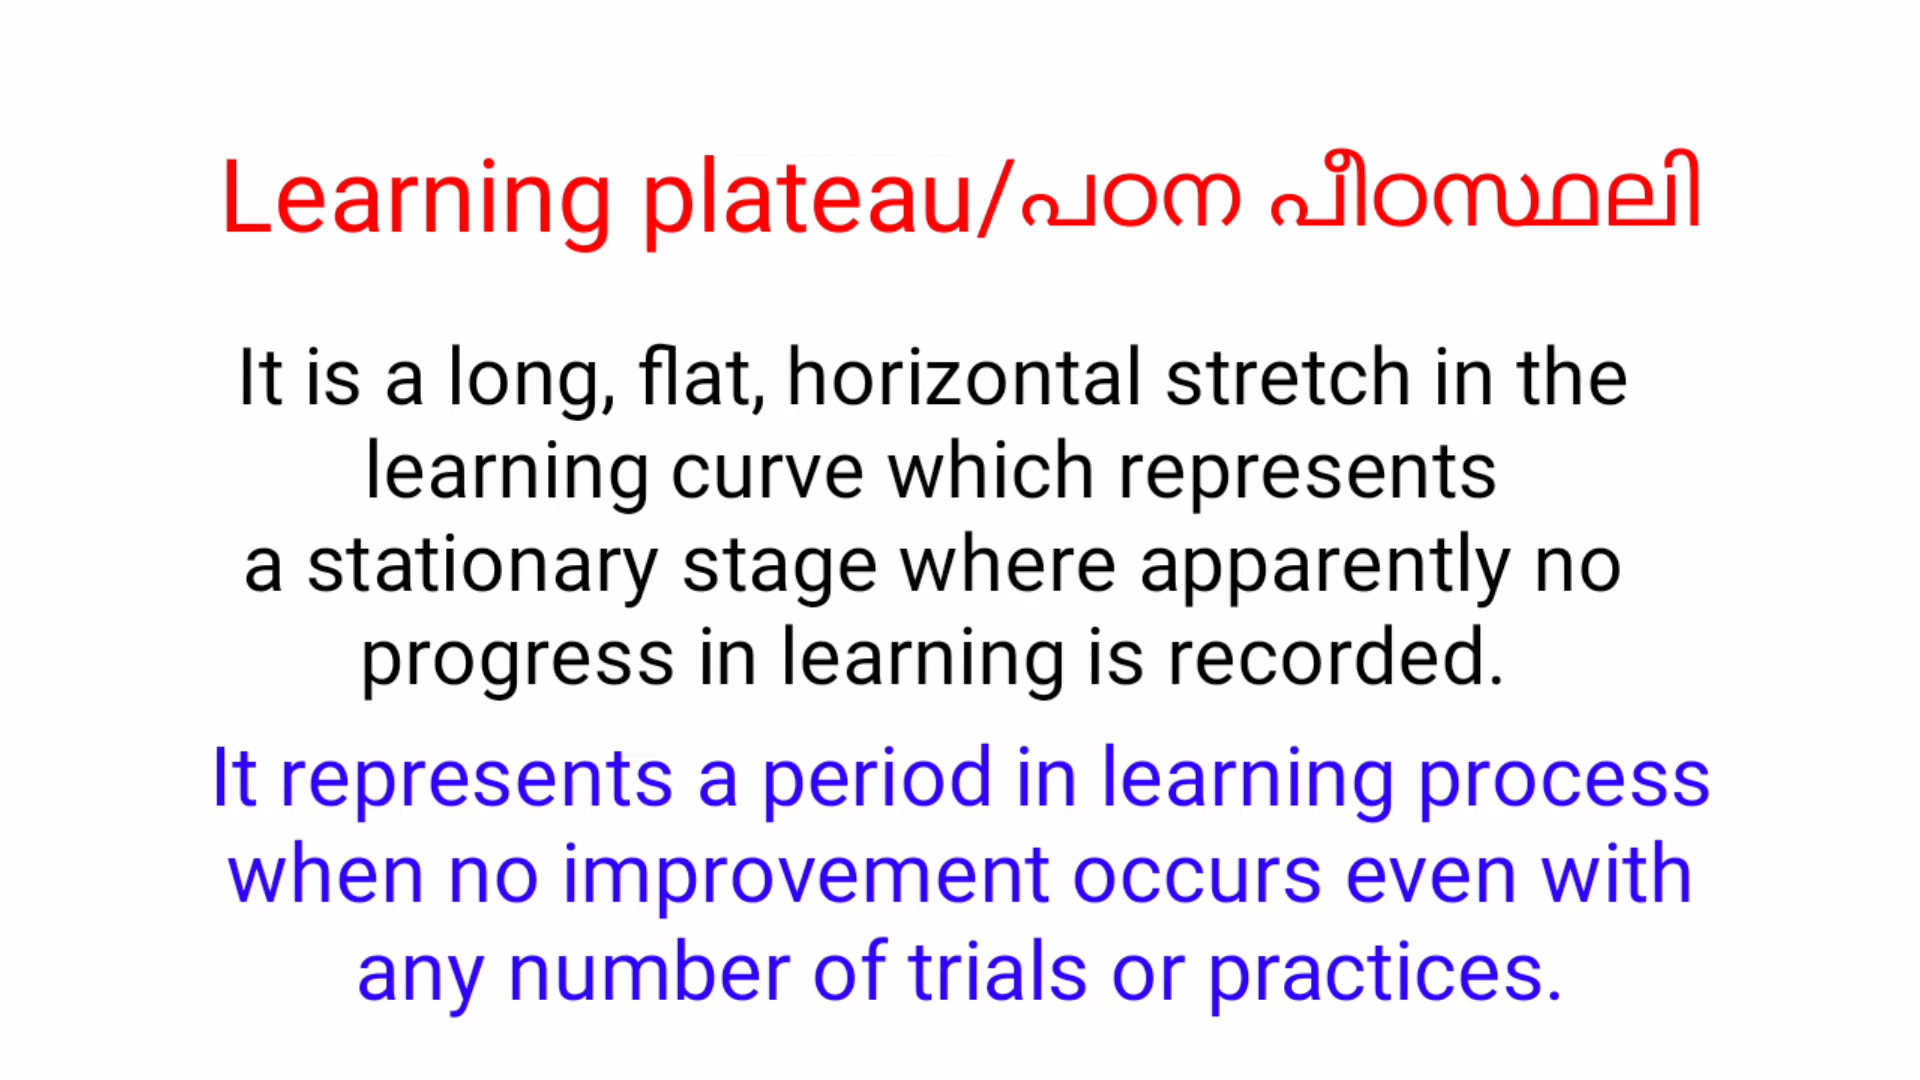 Learning plateau/പഠന പീഠസ്ഥലി
It is a long, flat, horizontal stretch in the
learning curve which represents
a stationary stage where apparently no
progress in learning is recorded.
It represents a period in learning process
when no improvement occurs even with
any number of trials or practices.